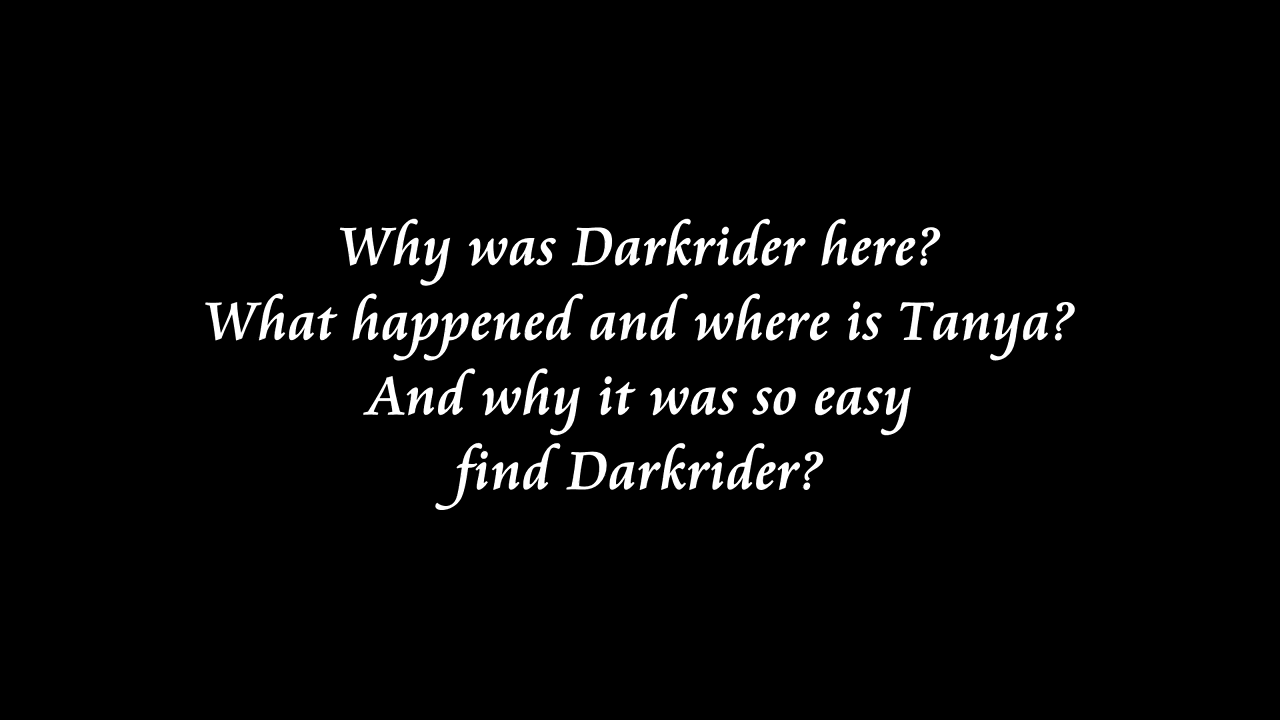 Why was Darkrider here?
What happened and where is Tanya?
And why it was so easy
find Darkrider?